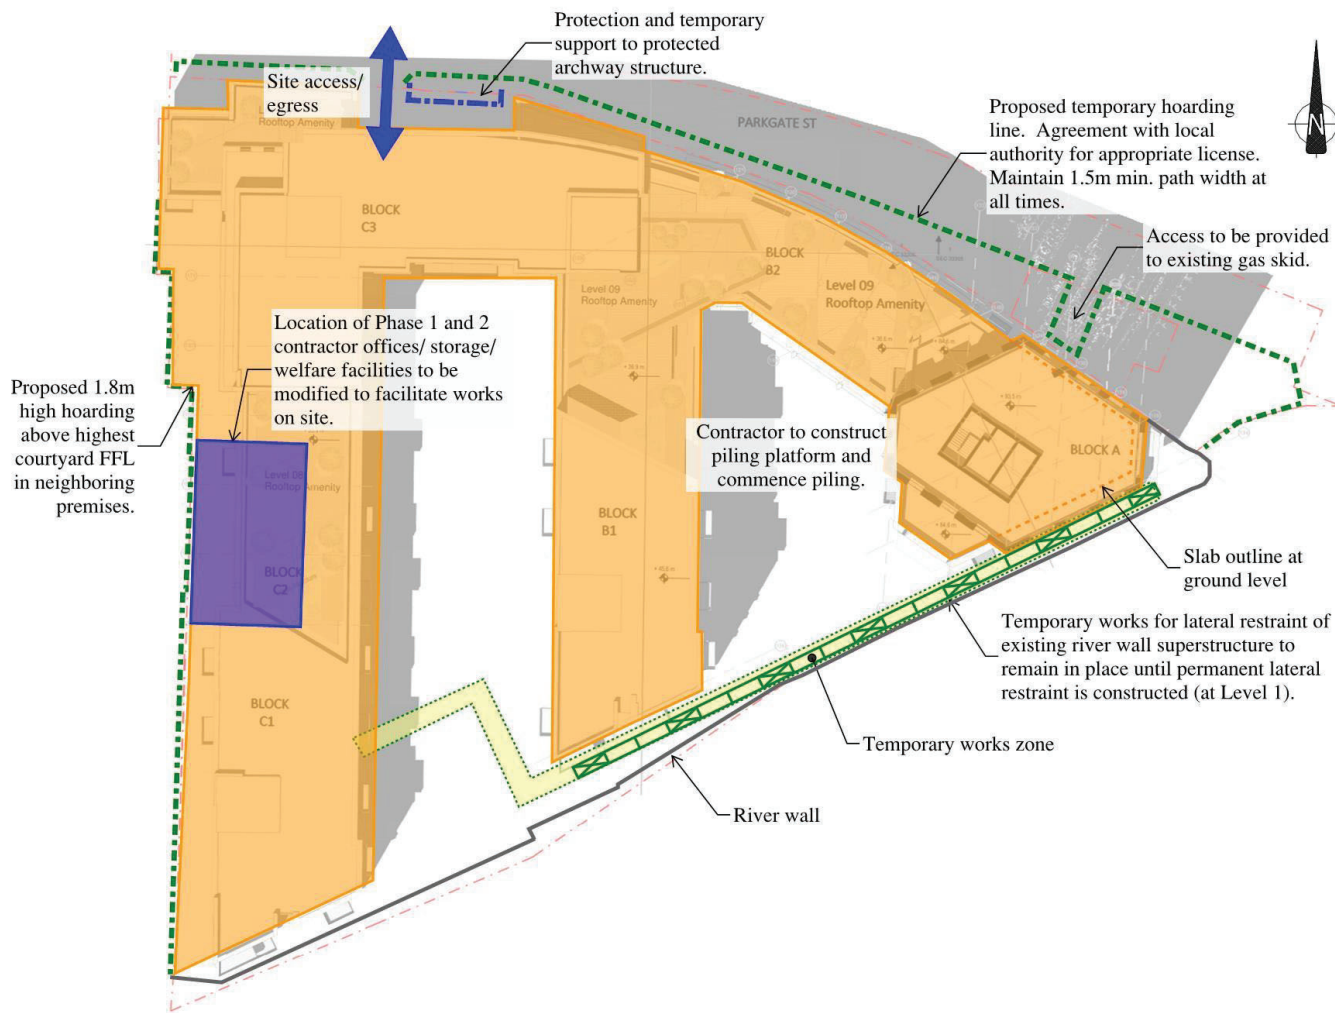 Protection and temporary
support to protected
archway structure.
Site access/
egress
Rooftop Amenity
PARKGATE ST
Proposed temporary hoarding
line. Agreement with local
authority for appropriate license.
Maintain 1.5m min. path width at
all times.
N
BLOCK
C3
Access to be provided
to existing gas skid.
BLOCK
B2
Level 09
Rooftop Amenity
Level 09
Rooftop Amenity
Location of Phase 1 and 2
contractor offices/ storage/
welfare facilities to be
modified to facilitate works
on site.
Proposed 1.8m
high hoarding
above highest
courtyard FFL
in neighboring
premises.
Contractor to construct
piling platform and
commence piling.
BLOCK A
Level 09
Rooftop Amenity
BLOCK
B1
BLOCK
C2
Slab outline at
ground level
Temporary works for lateral restraint of
existing river wall superstructure to
remain in place until permanent lateral
restraint is constructed (at Level 1).
BLOCK
C1
Temporary works zone
River wall